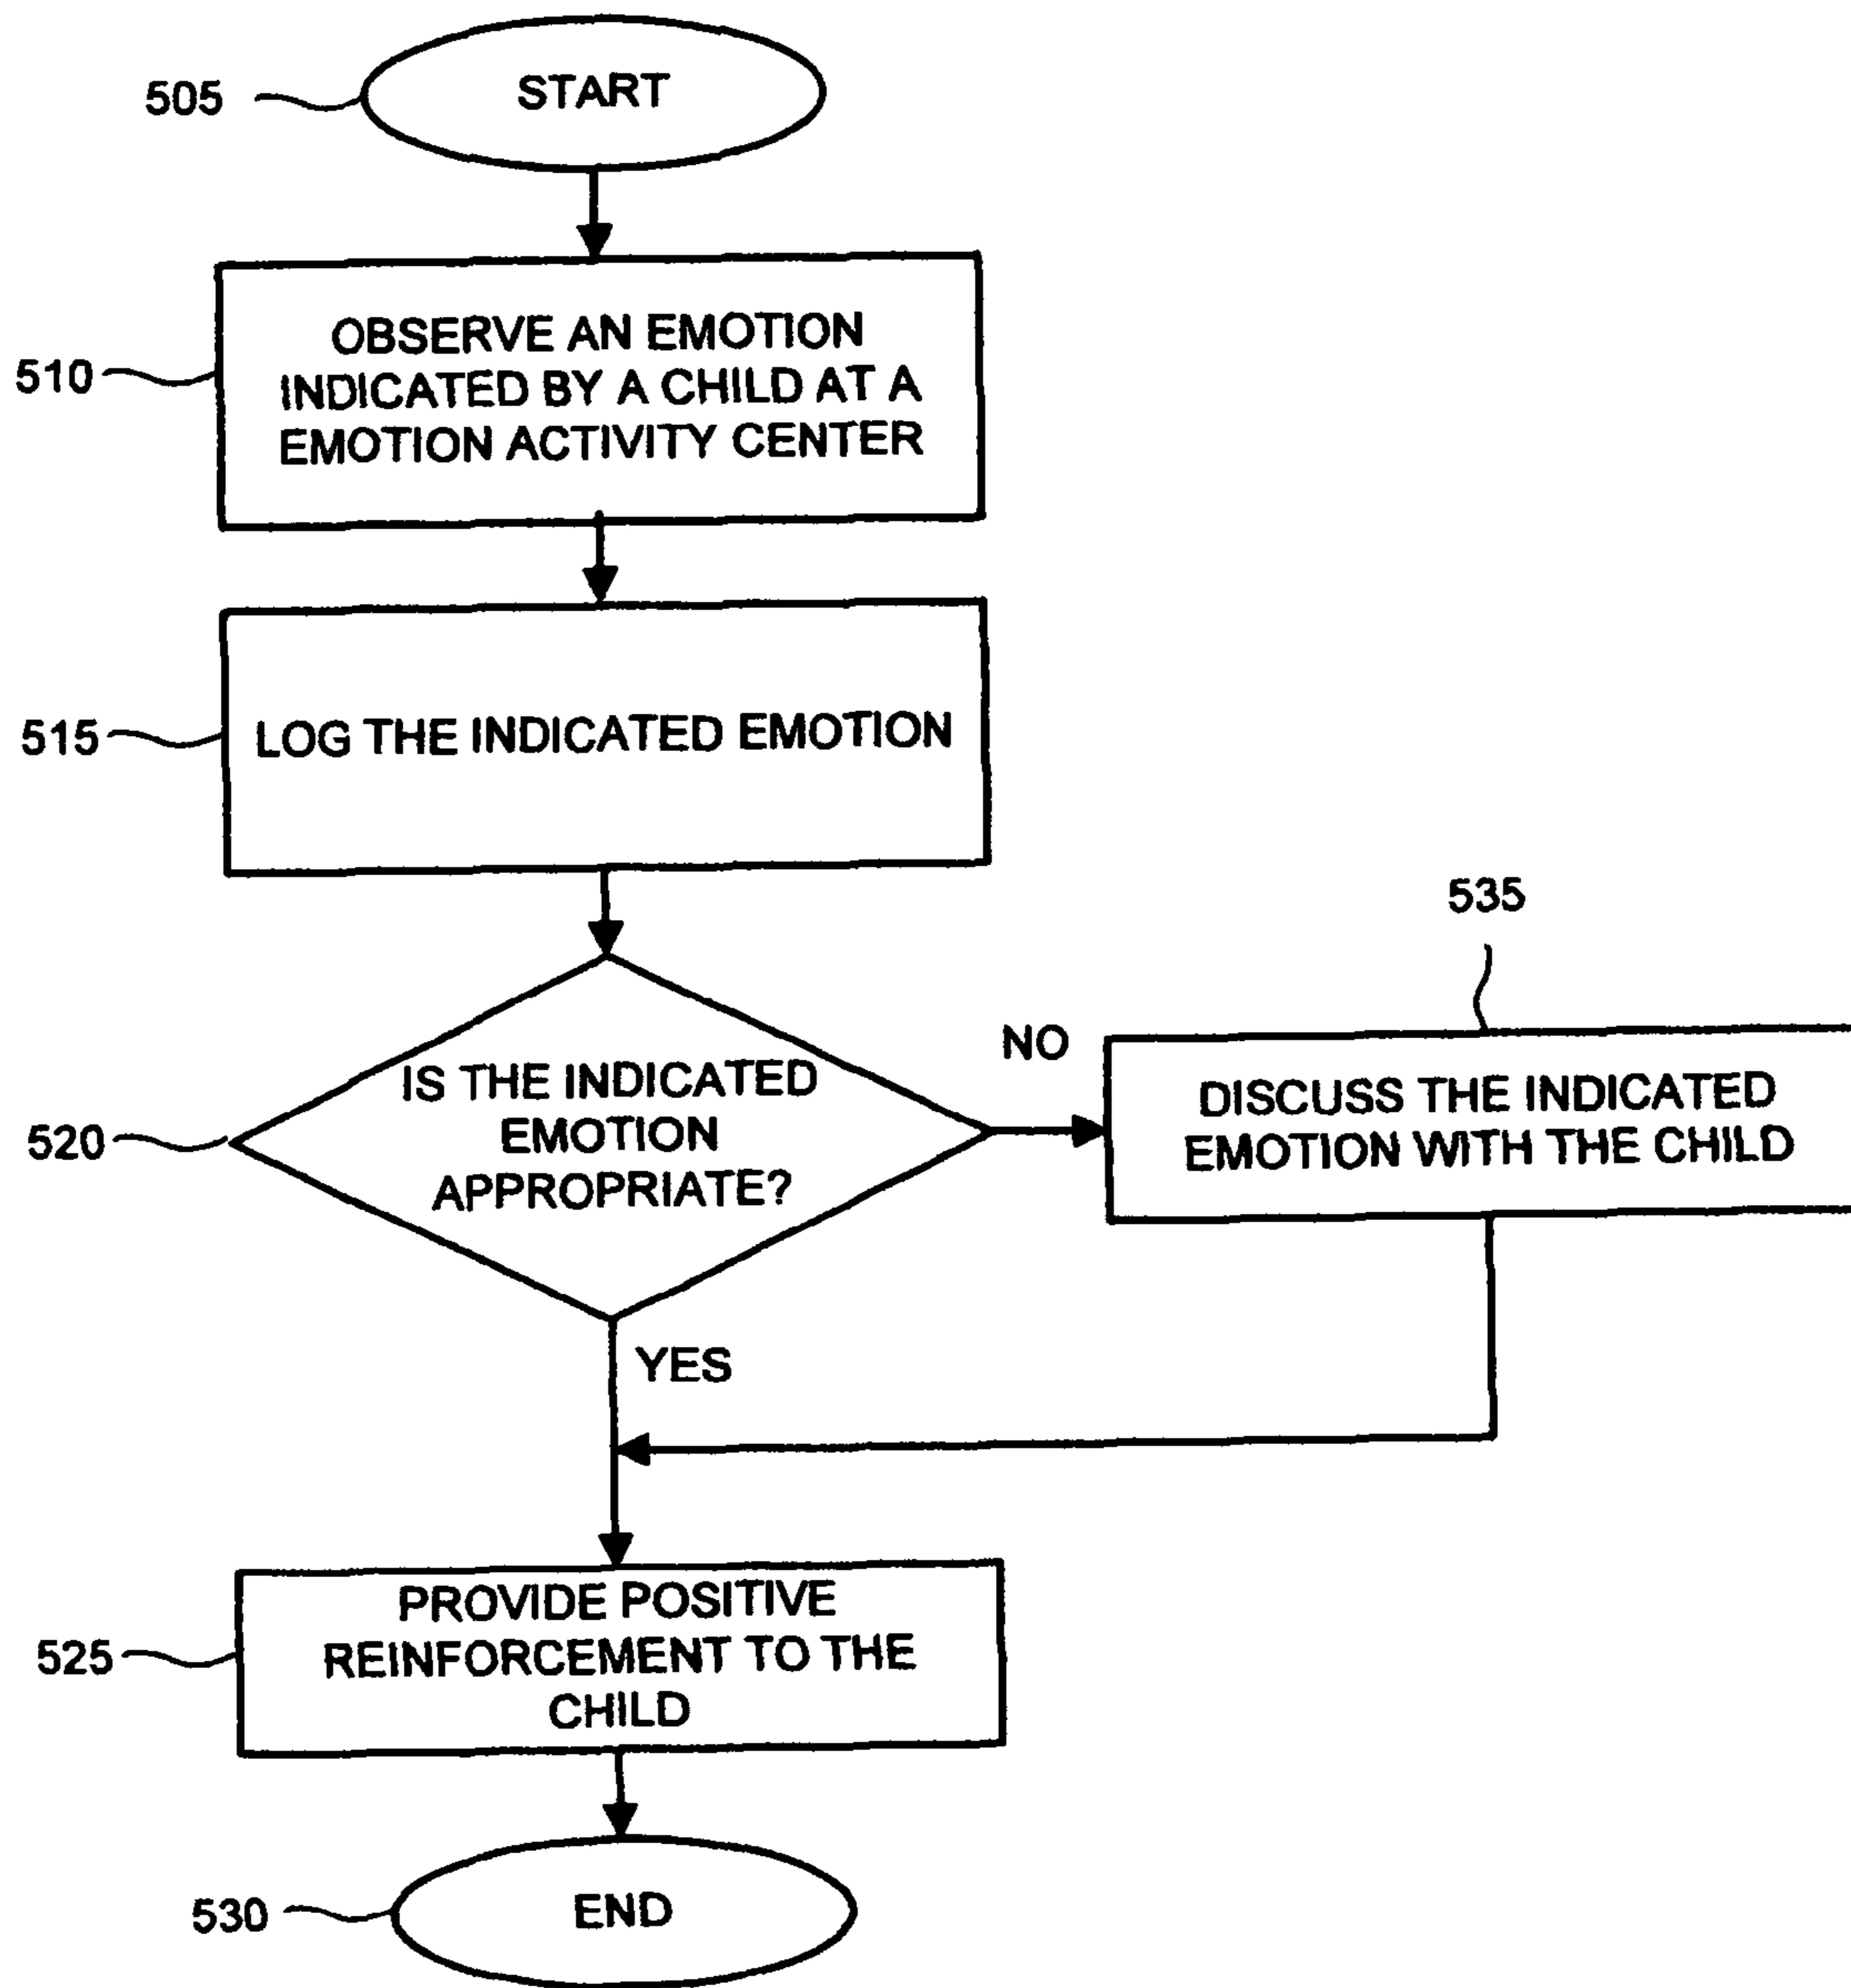 505
START
510
OBSERVE AN EMOTION
INDICATED BY A CHILD AT A
EMOTION ACTIVITY CENTER
515
LOG THE INDICATED EMOTION
520
IS THE INDICATED
EMOTION
APPROPRIATE?
NO
535
DISCUSS THE INDICATED
EMOTION WITH THE CHILD
YES
525
PROVIDE POSITIVE
REINFORCEMENT TO THE
CHILD
530
END